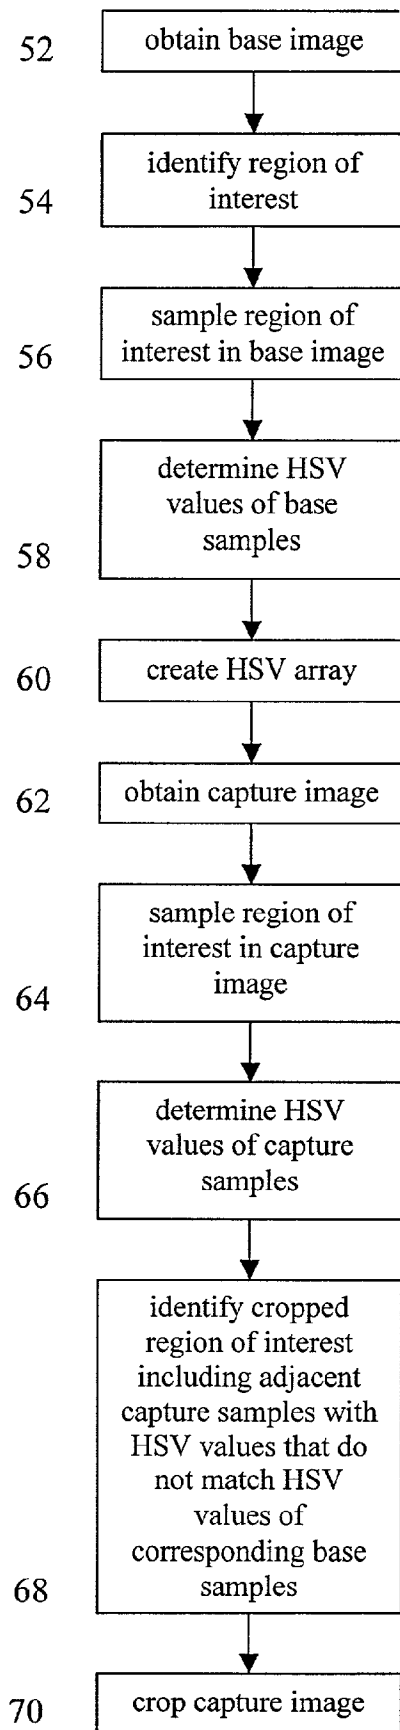 obtain base image
52
identify region of
interest
54
sample region of
interest in base image
56
determine HSV
values of base
samples
58
create HSV array
60
obtain capture image
62
sample region of
interest in capture
image
64
determine HSV
values of capture
samples
66
identify cropped
region of interest
including adjacent
capture samples with
HSV values that do
not match HSV
values of
corresponding base
samples
68
crop capture image
70